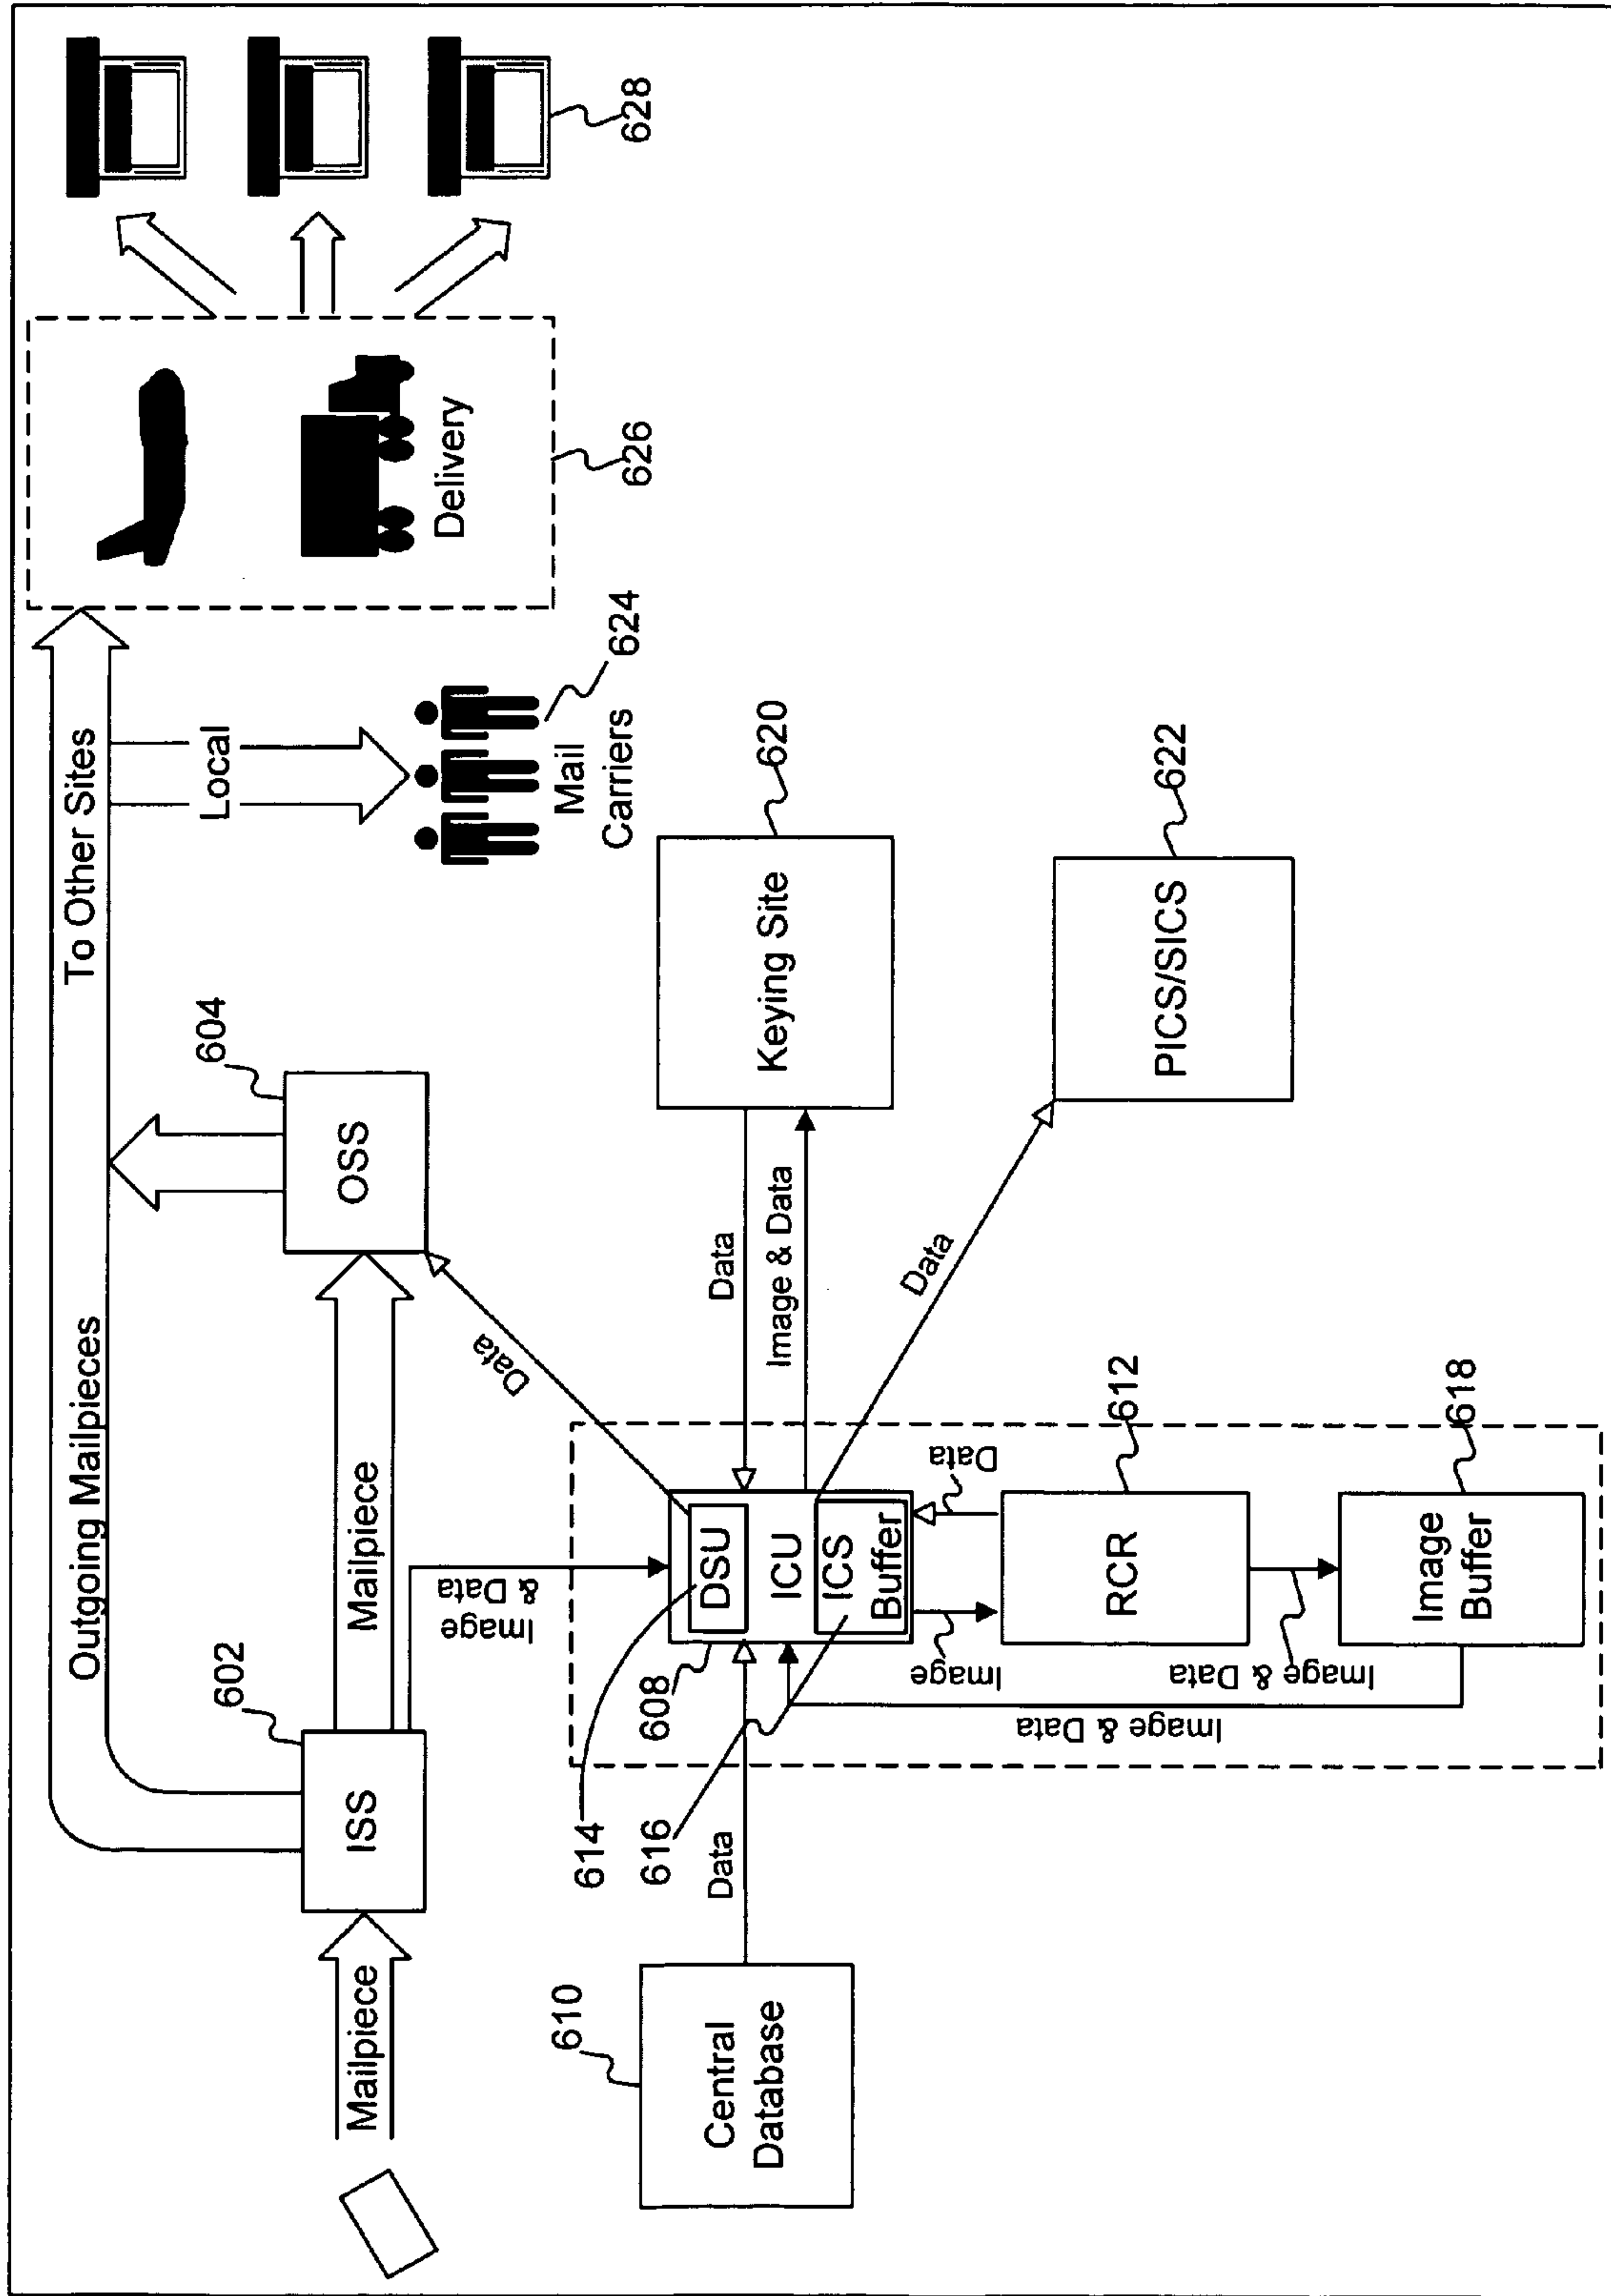 Outgoing Mailpieces
To Other Sites
Mailpiece
ISS
602
Mailpiece
OSS
604
Local
Mail
Carriers
624
Delivery
626
628
Image
& Data
Data
614
616
608
DSU
ICU
ICS
Buffer
610
Central
Database
Data
Data
Image & Data
Keying Site
620
Data
PICS/SICS
622
Image
Data
RCR
612
Image & Data
Image & Data
Image
Buffer
618